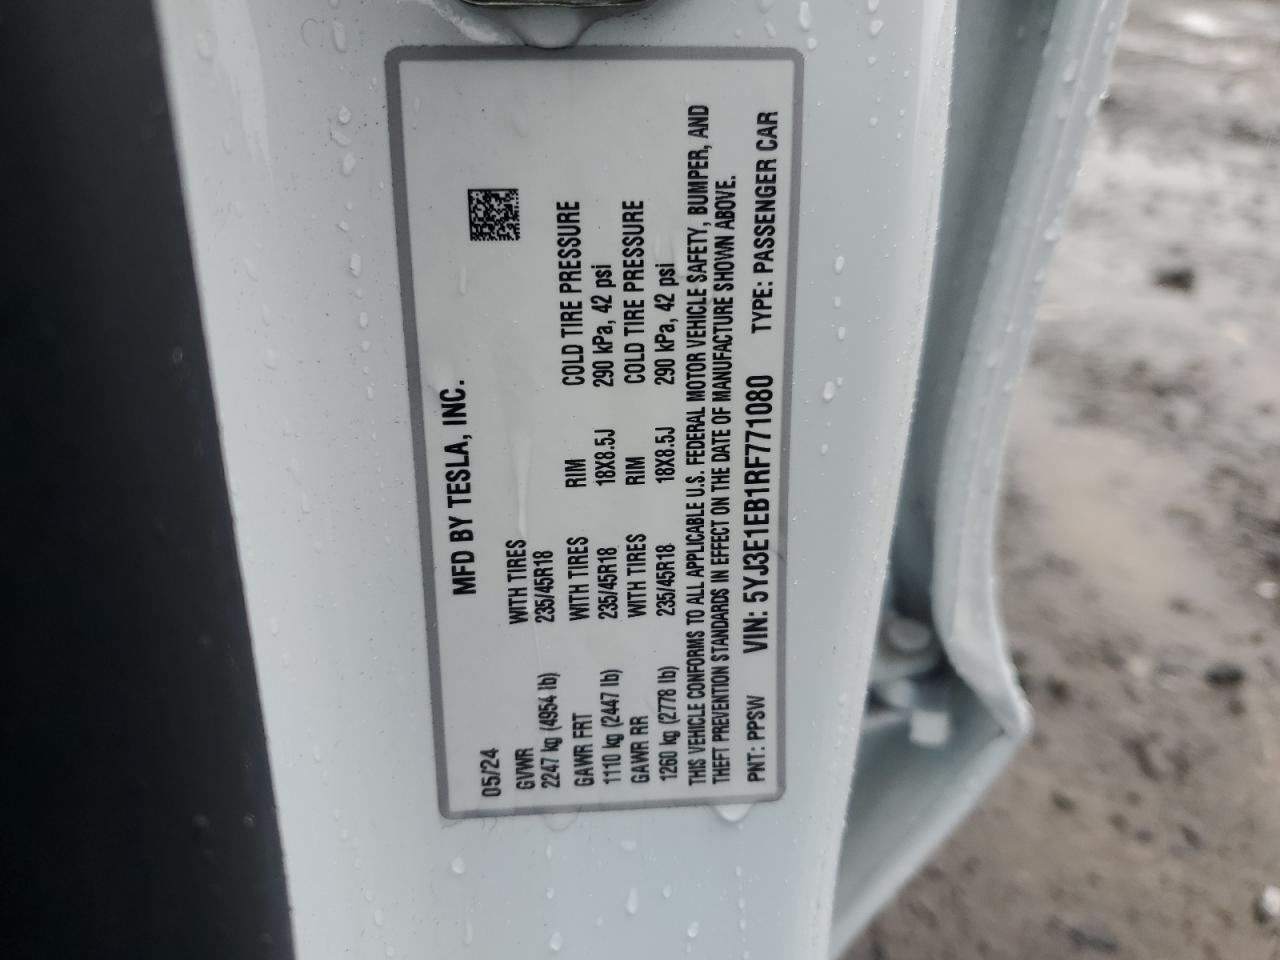 MFD BY TESLA, INC.
05/24
GVWR WITH TIRES
2247 kg (4954 lb) 235/45R18
GAWR FRT WITH TIRES RIM COLD TIRE PRESSURE
1110 kg (2447 lb) 235/45R18 18X8.5J 290 kPa, 42 psi
GAWR RR WITH TIRES RIM COLD TIRE PRESSURE
1260 kg (2778 lb) 235/45R18 18X8.5J 290 kPa, 42 psi
THIS VEHICLE CONFORMS TO ALL APPLICABLE U.S. FEDERAL MOTOR VEHICLE SAFETY, BUMPER, AND
THEFT PREVENTION STANDARDS IN EFFECT ON THE DATE OF MANUFACTURE SHOWN ABOVE.
PNT: PPSW VIN: 5YJ3E1EB1RF771080 TYPE: PASSENGER CAR